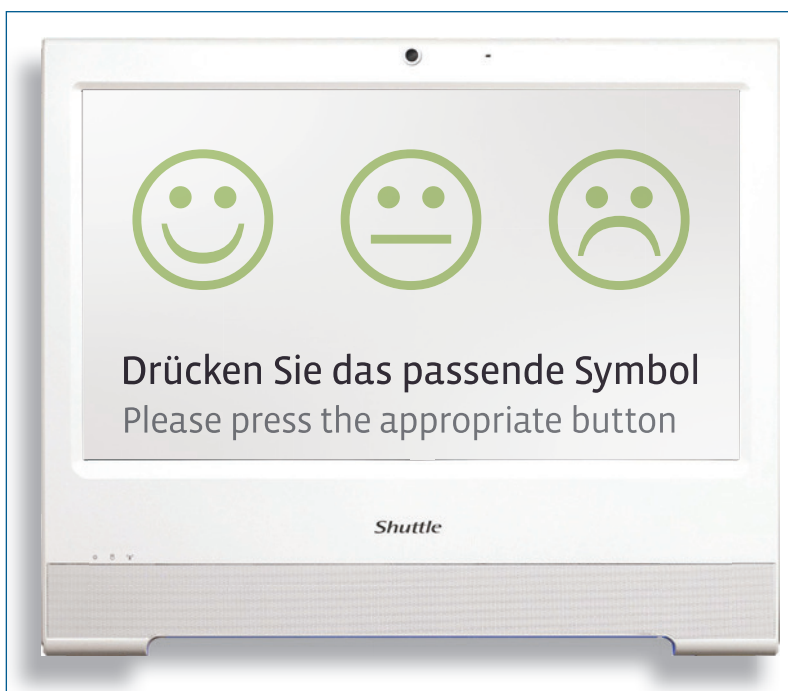 Drücken Sie das passende Symbol
Please press the appropriate button
Shuttle